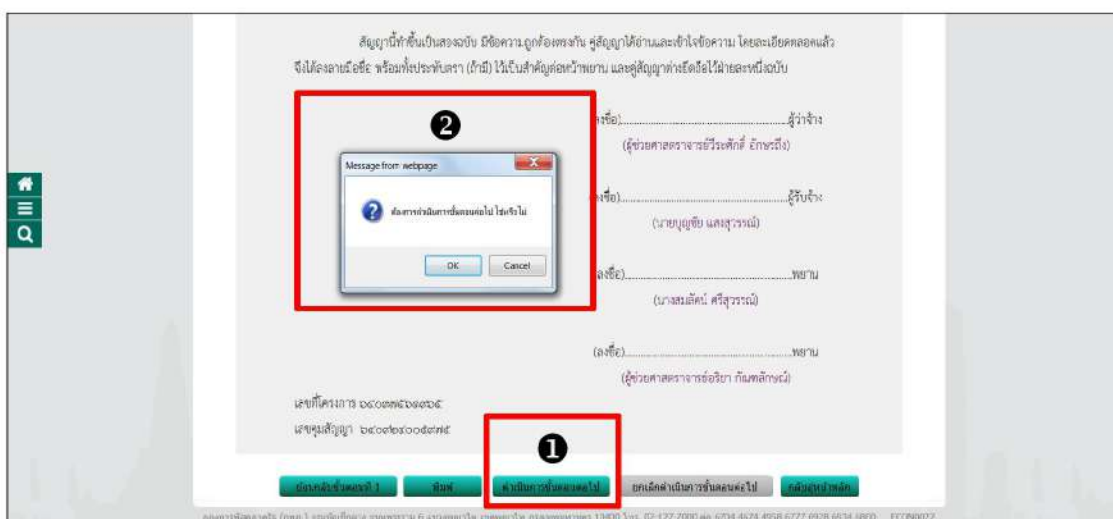 สัญญานี้ทำขึ้นเป็นสองฉบับ มีข้อความถูกต้องตรงกัน คู่สัญญาได้อ่านและเข้าใจข้อความ โดยละเอียดตลอดแล้ว
จึงได้ลงลายมือชื่อ พร้อมทั้งประทับตรา (ถ้ามี) ไว้เป็นสำคัญต่อหน้าพยาน และคู่สัญญาต่างยึดถือไว้ฝ่ายละหนึ่งฉบับ
❷
ลงชื่อ)......................................................ผู้ว่าจ้าง
(ผู้ช่วยศาสตราจารย์วีระศักดิ์ อักษรถึง)
Message from webpage
ต้องการดำเนินการขั้นตอนต่อไป ใช่หรือไม่
OK Cancel
ลงชื่อ)......................................................ผู้รับจ้าง
(นายบุญชัย แสงสุวรรณ์)
ลงชื่อ)......................................................พยาน
(นางสมลัคน์ ศรีสุวรรณ์)
(ลงชื่อ)......................................................พยาน
(ผู้ช่วยศาสตราจารย์อริยา กัณฑลักษณ์)
เลขที่โครงการ
เลขคุมสัญญา
❶
ย้อนกลับขั้นตอนที่ 1 พิมพ์ ดำเนินการขั้นตอนต่อไป ยกเลิกดำเนินการขั้นตอนต่อไป กลับสู่หน้าหลัก